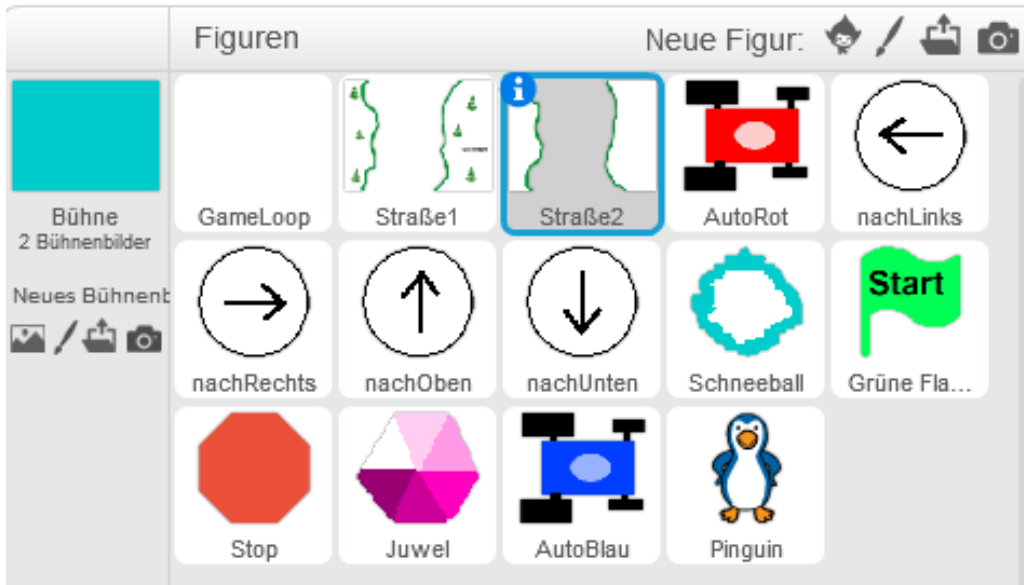 Figuren
Neue Figur:
Bühne
2 Bühnenbilder
Neues Bühnenb
GameLoop
Straße1
Straße2
AutoRot
nachLinks
nachRechts
nachOben
nachUnten
Schneeball
Start
Grüne Fla...
Stop
Juwel
AutoBlau
Pinguin